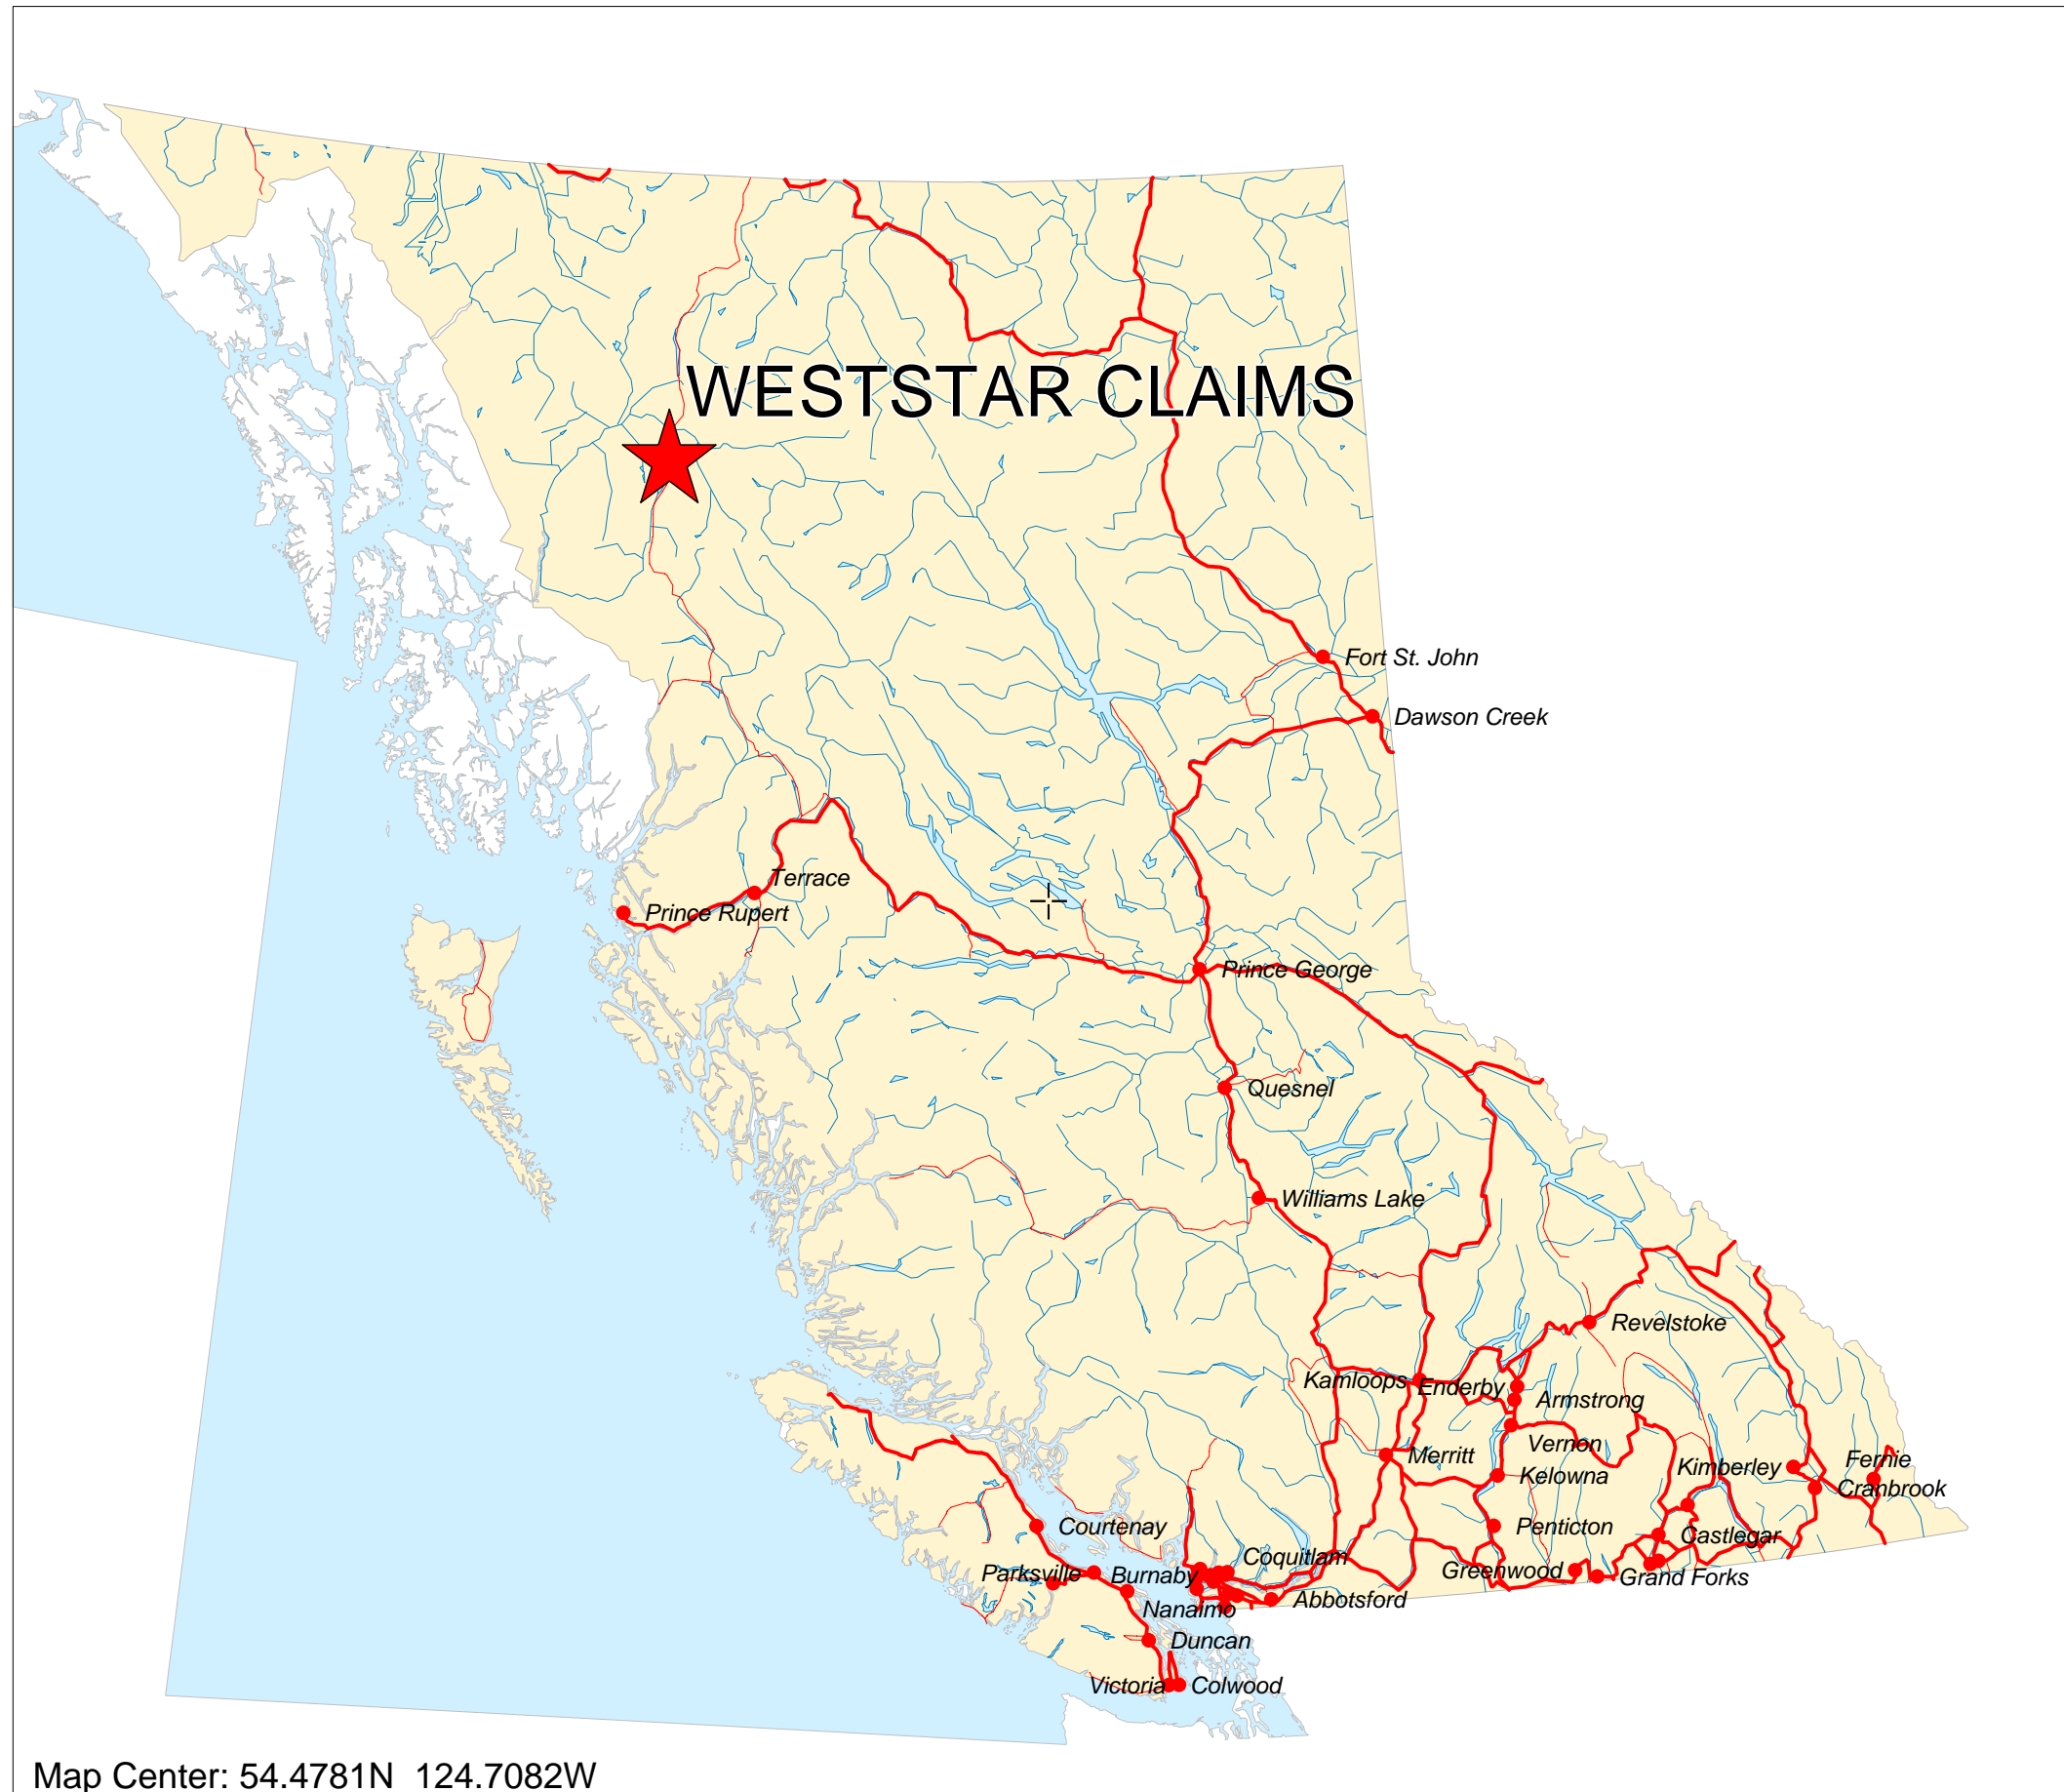 WESTSTAR CLAIMS
Fort St. John
Dawson Creek
Terrace
Prince Rupert
Prince George
Quesnel
Williams Lake
Revelstoke
Kamloops
Enderby
Armstrong
Vernon
Merritt
Fernie
Kimberley
Kelowna
Cranbrook
Courtenay
Penticton
Castlegar
Coquitlam
Parksville
Burnaby
Greenwood
Grand Forks
Abbotsford
Nanaimo
Duncan
Victoria
Colwood
Map Center: 54.4781N 124.7082W